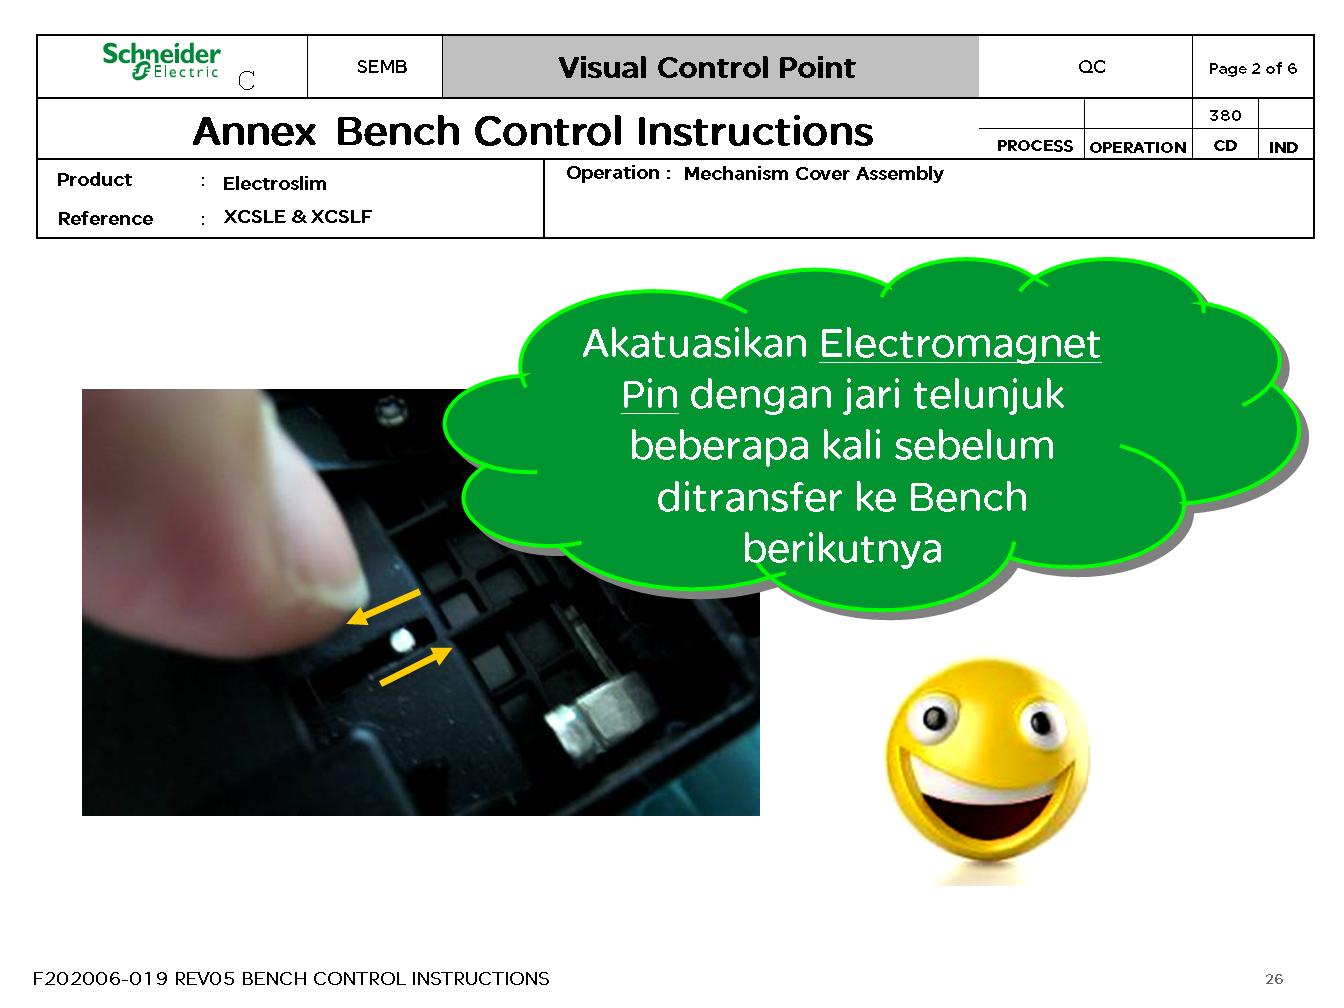 Schneider
Electric
C
SEMB
Visual Control Point
QC
Page 2 of 6
Annex Bench Control Instructions
380
PROCESS
OPERATION
CD
IND
Product : Electroslim
Reference : XCSLE & XCSLF
Operation : Mechanism Cover Assembly
Akatuasikan Electromagnet
Pin dengan jari telunjuk
beberapa kali sebelum
ditransfer ke Bench
berikutnya
F202006-019 REV05 BENCH CONTROL INSTRUCTIONS
26